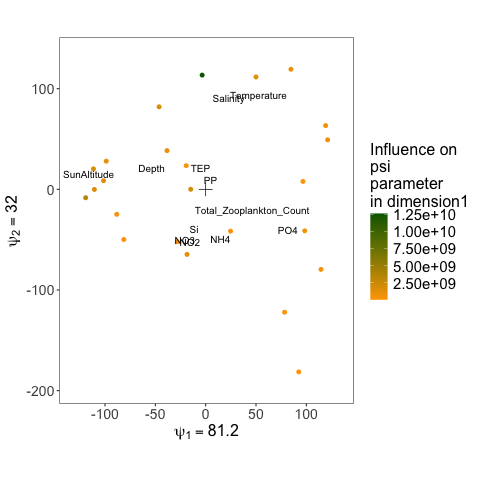 100
0
-100
-200
ψ2 = 32
Salinity
Temperature
SunAltitude
Depth
TEP
PP
Total_Zooplankton_Count
Si
NO3
NO2
NH4
PO4
-100
-50
0
50
100
ψ1 = 81.2
Influence on
psi
parameter
in dimension1
1.25e+10
1.00e+10
7.50e+09
5.00e+09
2.50e+09